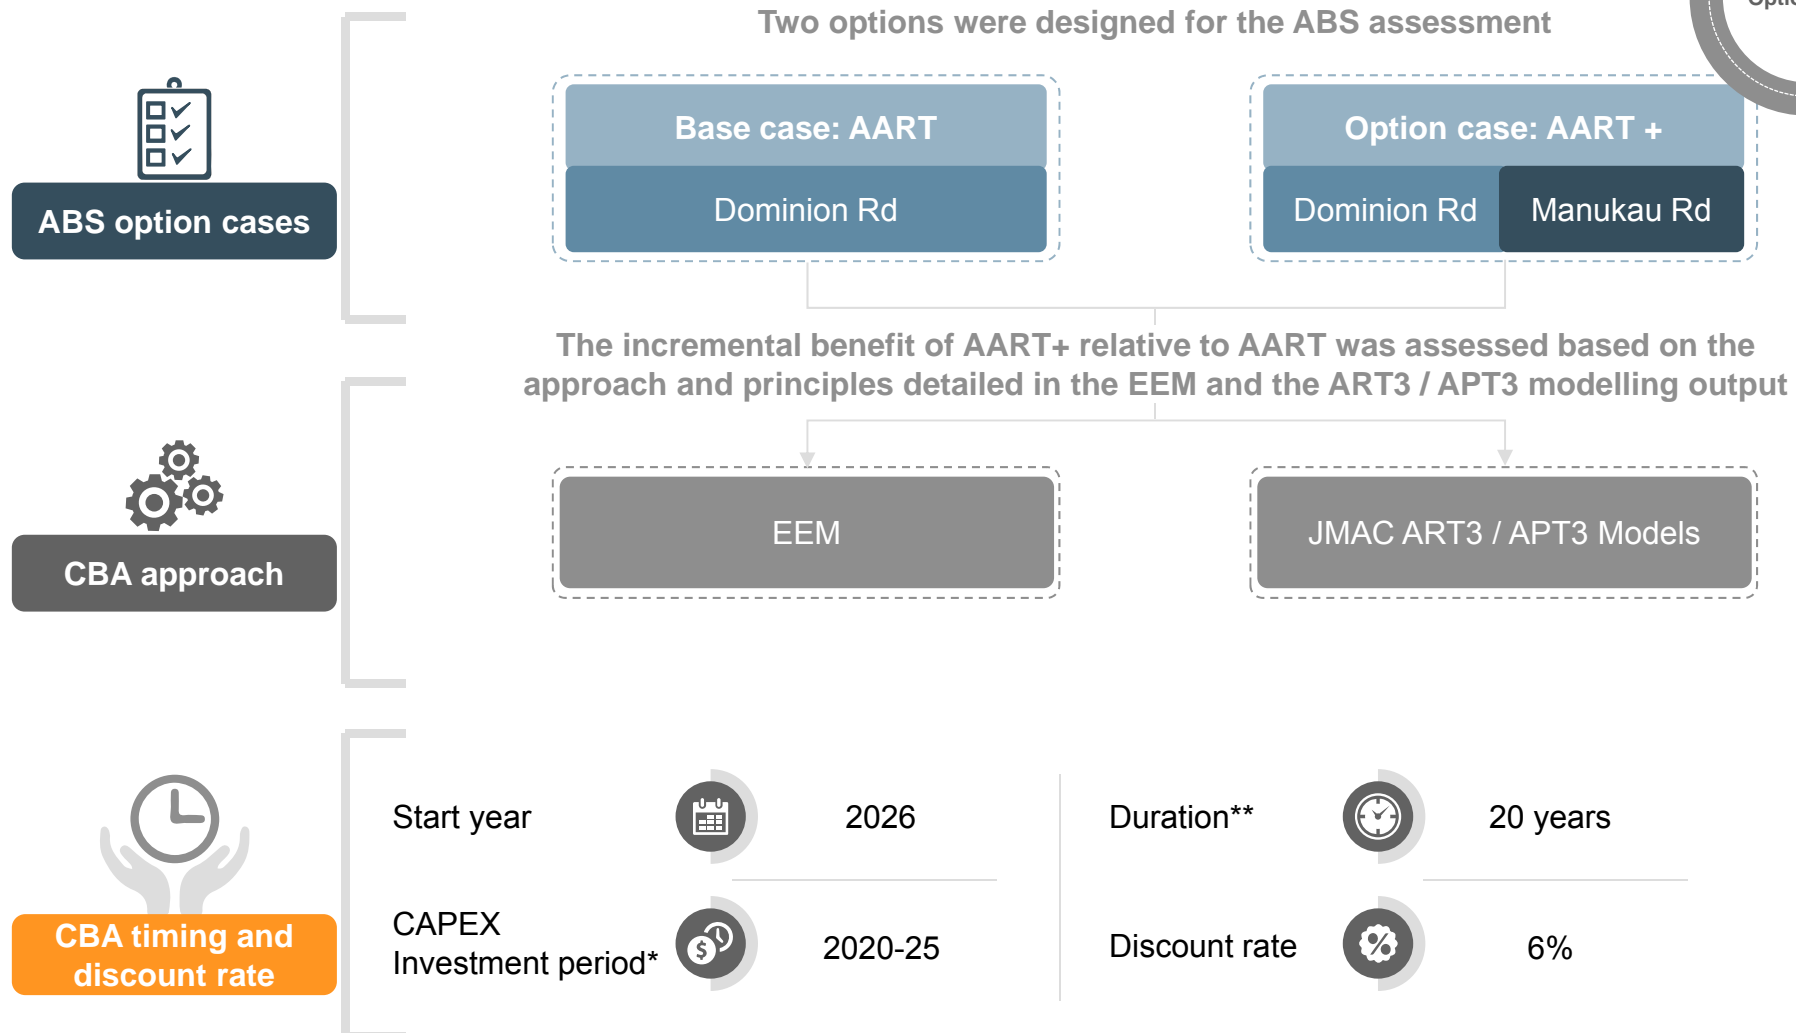 Two options were designed for the ABS assessment
Base case: AART
Option case: AART +
Dominion Rd
Dominion Rd
Manukau Rd
ABS option cases
The incremental benefit of AART+ relative to AART was assessed based on the
approach and principles detailed in the EEM and the ART3 / APT3 modelling output
EEM
JMAC ART3 / APT3 Models
CBA approach
Start year
2026
Duration**
20 years
CAPEX
Investment period*
2020-25
Discount rate
6%
CBA timing and
discount rate